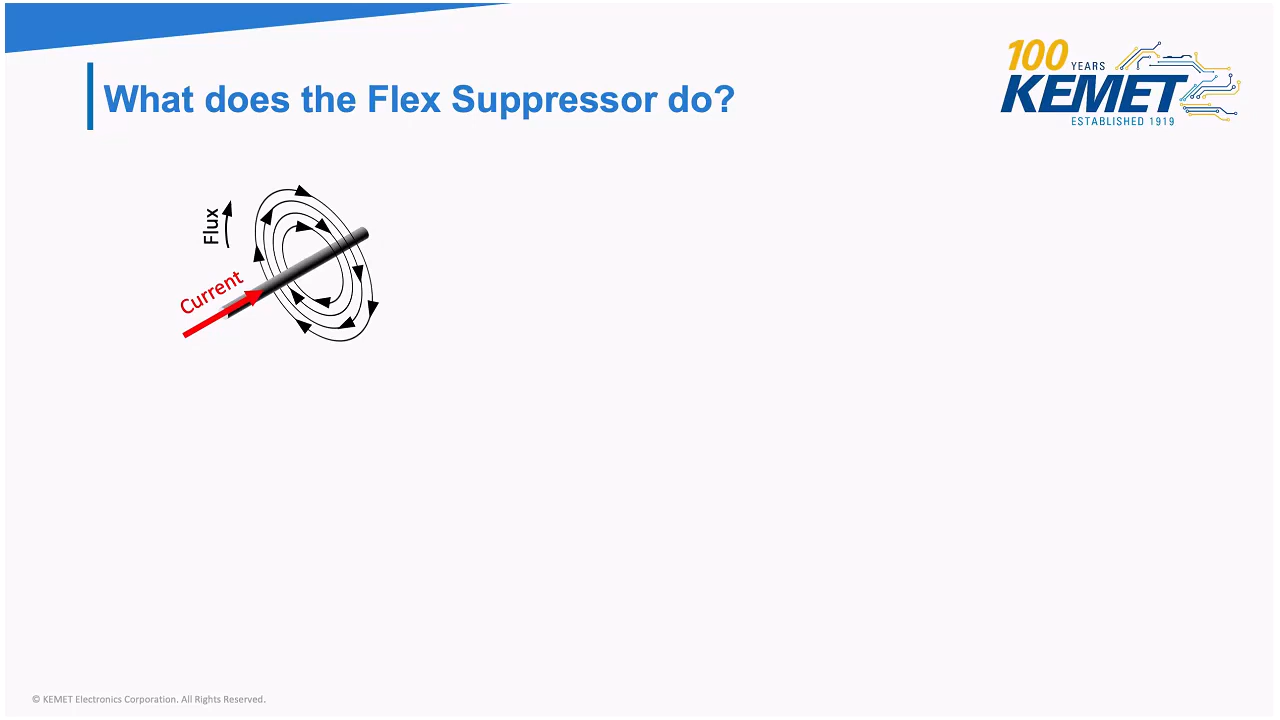 What does the Flex Suppressor do?
100 YEARS
KEMET
ESTABLISHED 1919
Flux
Current
© KEMET Electronics Corporation. All Rights Reserved.